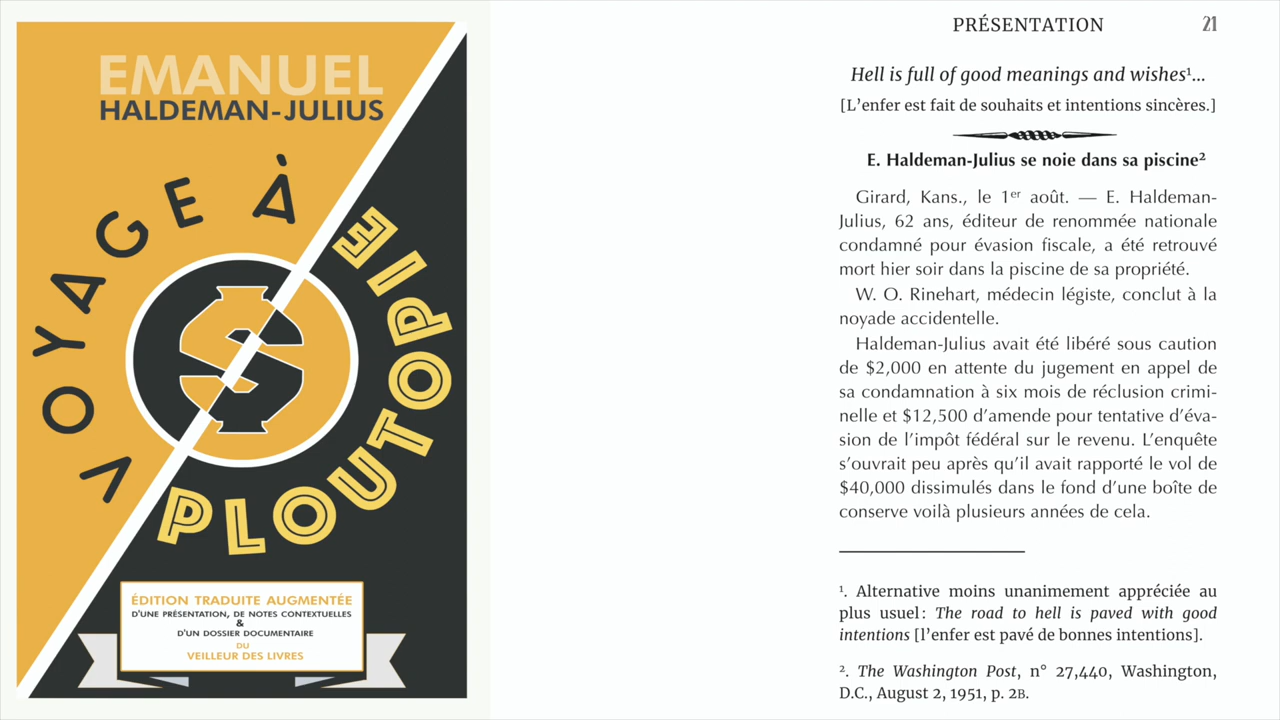 EMANUEL
HALDEMAN-JULIUS
VOYAGE À
PLOUTOPIE
ÉDITION TRADUITE AUGMENTÉE
D'UNE PRÉSENTATION, DE NOTES CONTEXTUELLES
&
D'UN DOSSIER DOCUMENTAIRE
DU
VEILLEUR DES LIVRES
PRÉSENTATION 21
Hell is full of good meanings and wishes¹...
[L’enfer est fait de souhaits et intentions sincères.]
E. Haldeman-Julius se noie dans sa piscine²
Girard, Kans., le 1er août. — E. Haldeman-
Julius, 62 ans, éditeur de renommée nationale
condamné pour évasion fiscale, a été retrouvé
mort hier soir dans la piscine de sa propriété.
W. O. Rinehart, médecin légiste, conclut à la
noyade accidentelle.
Haldeman-Julius avait été libéré sous caution
de $2,000 en attente du jugement en appel de
sa condamnation à six mois de réclusion crimi-
nelle et $12,500 d’amende pour tentative d’éva-
sion de l’impôt fédéral sur le revenu. L’enquête
s’ouvrait peu après qu’il avait rapporté le vol de
$40,000 dissimulés dans le fond d’une boîte de
conserve voilà plusieurs années de cela.
¹. Alternative moins unanimement appréciée au
plus usuel : The road to hell is paved with good
intentions [l’enfer est pavé de bonnes intentions].
². The Washington Post, n° 27,440, Washington,
D.C., August 2, 1951, p. 2B.